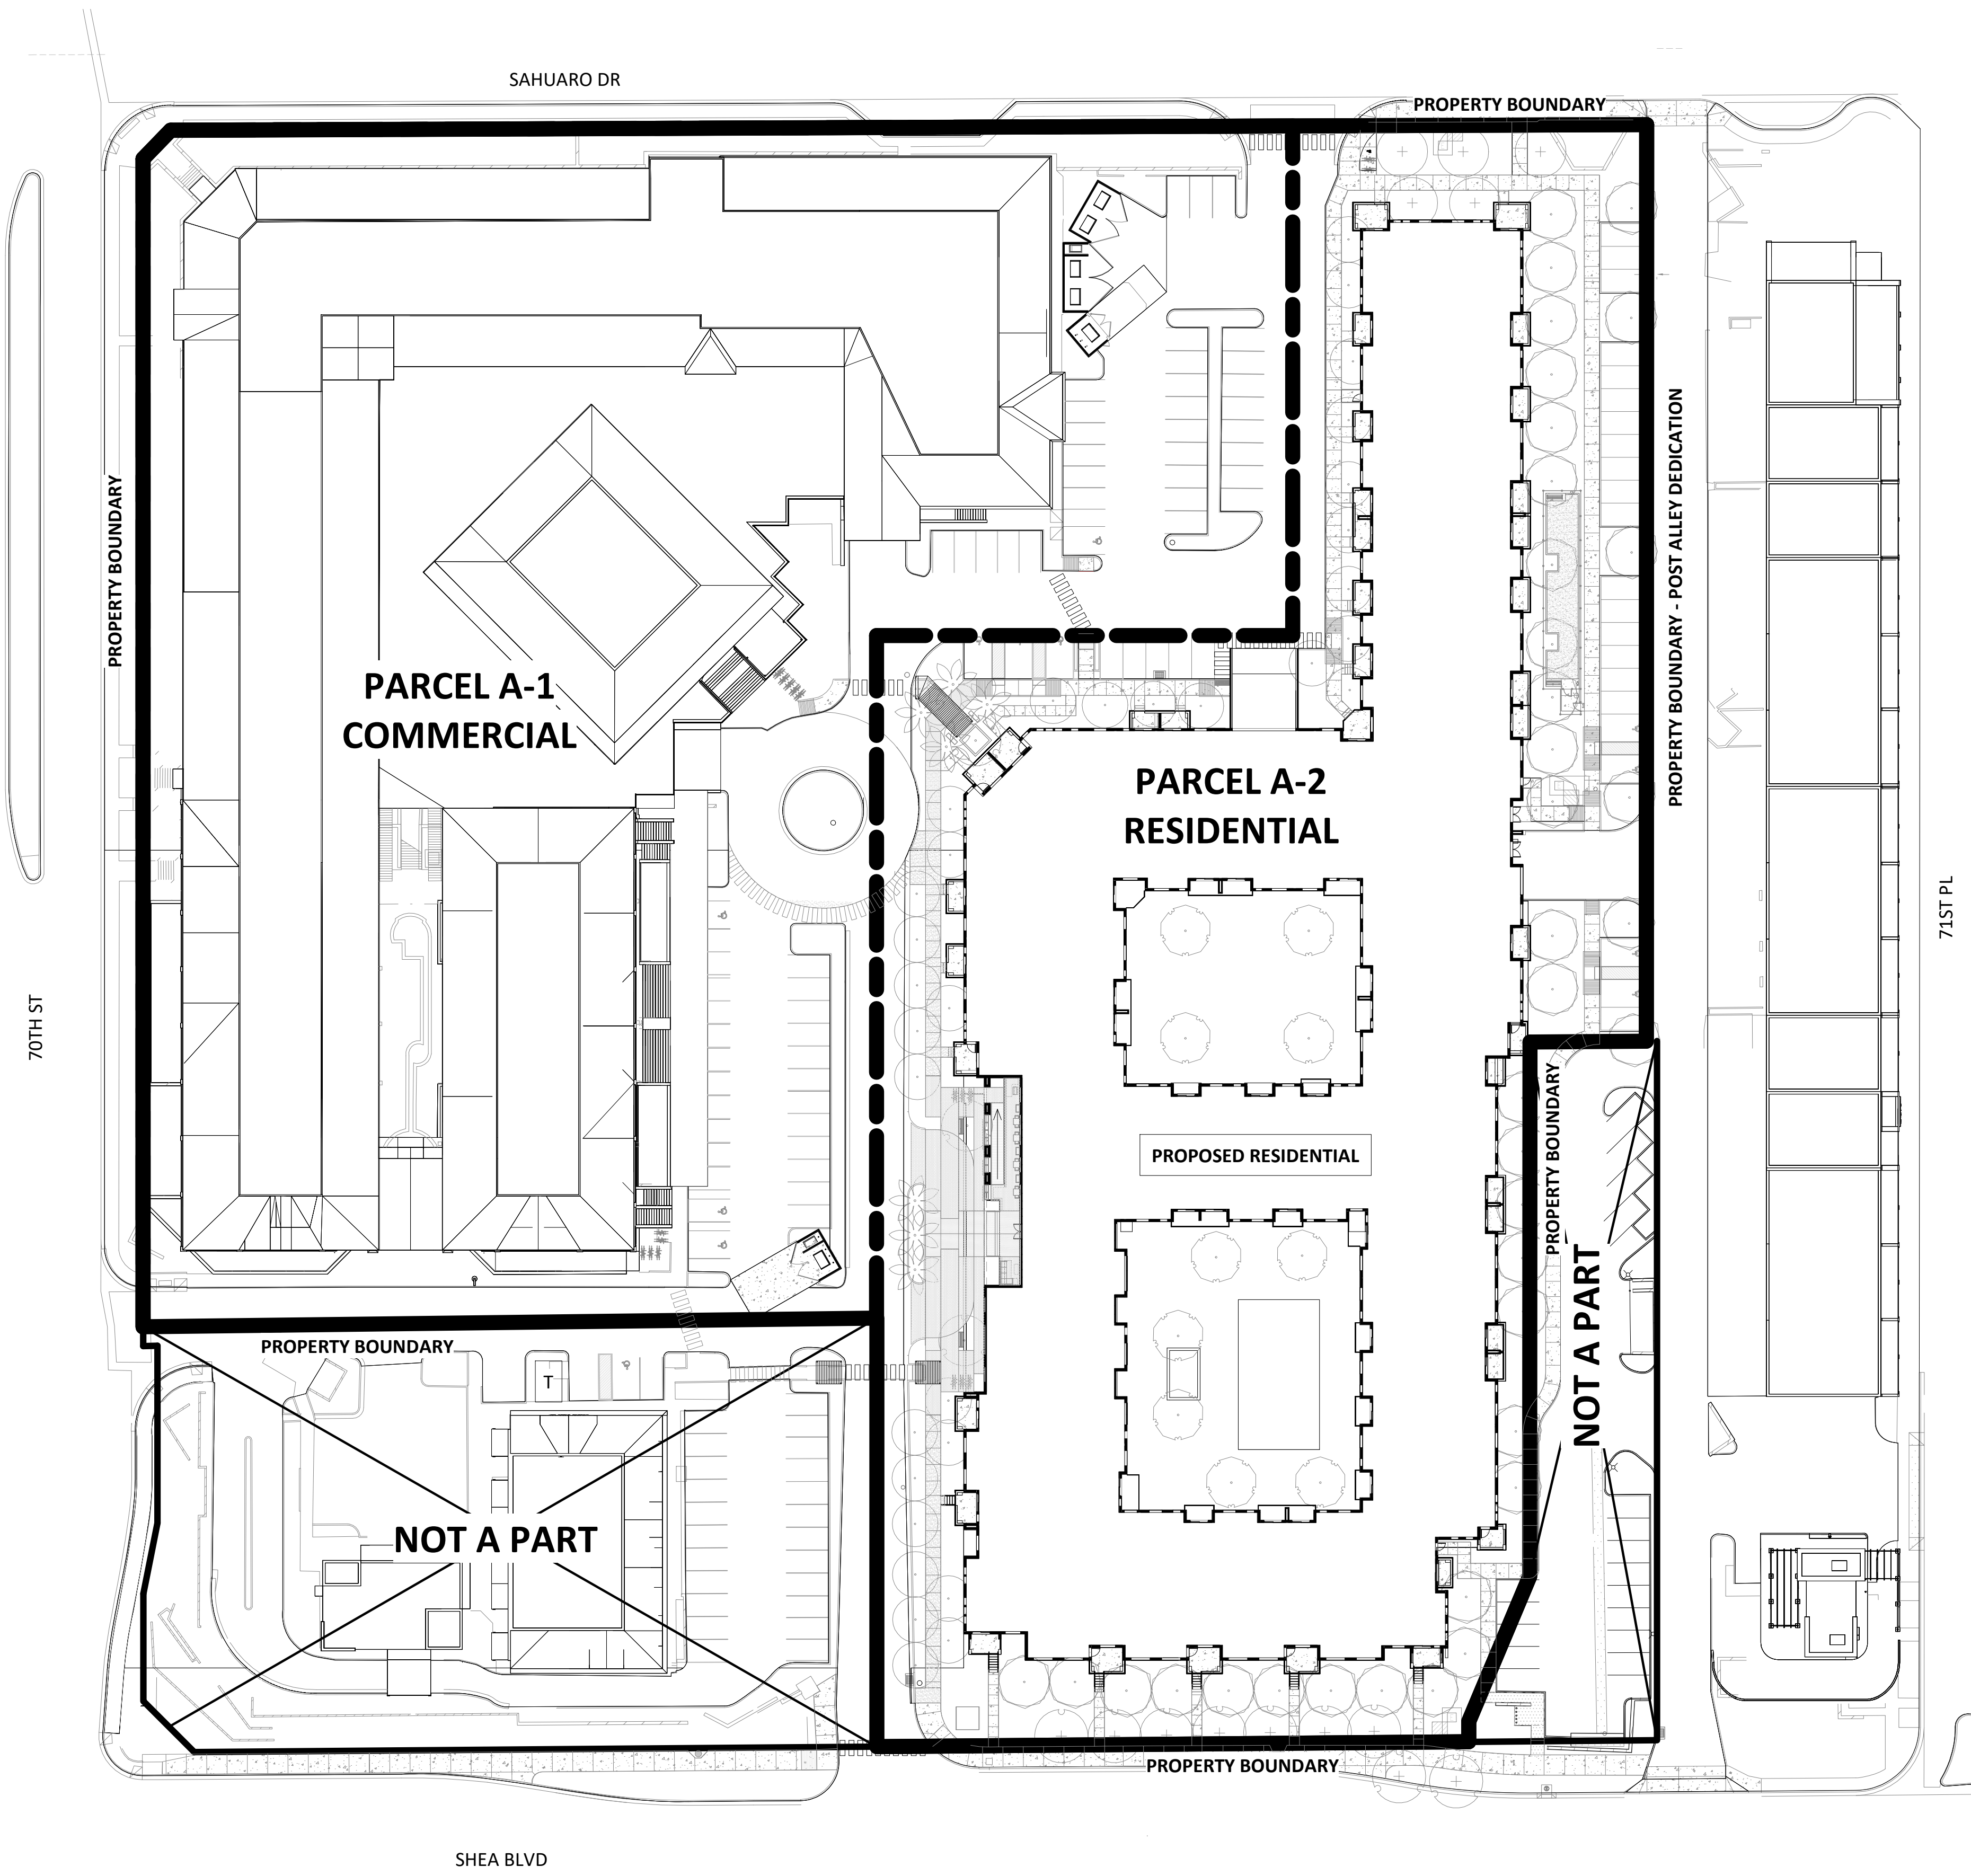 SAHUARO DR
PROPERTY BOUNDARY
PROPERTY BOUNDARY
PROPERTY BOUNDARY - POST ALLEY DEDICATION
PARCEL A-1
COMMERCIAL
PARCEL A-2
RESIDENTIAL
70TH ST
71ST PL
PROPERTY BOUNDARY
PROPOSED RESIDENTIAL
NOT A PART
PROPERTY BOUNDARY
T
NOT A PART
PROPERTY BOUNDARY
SHEA BLVD